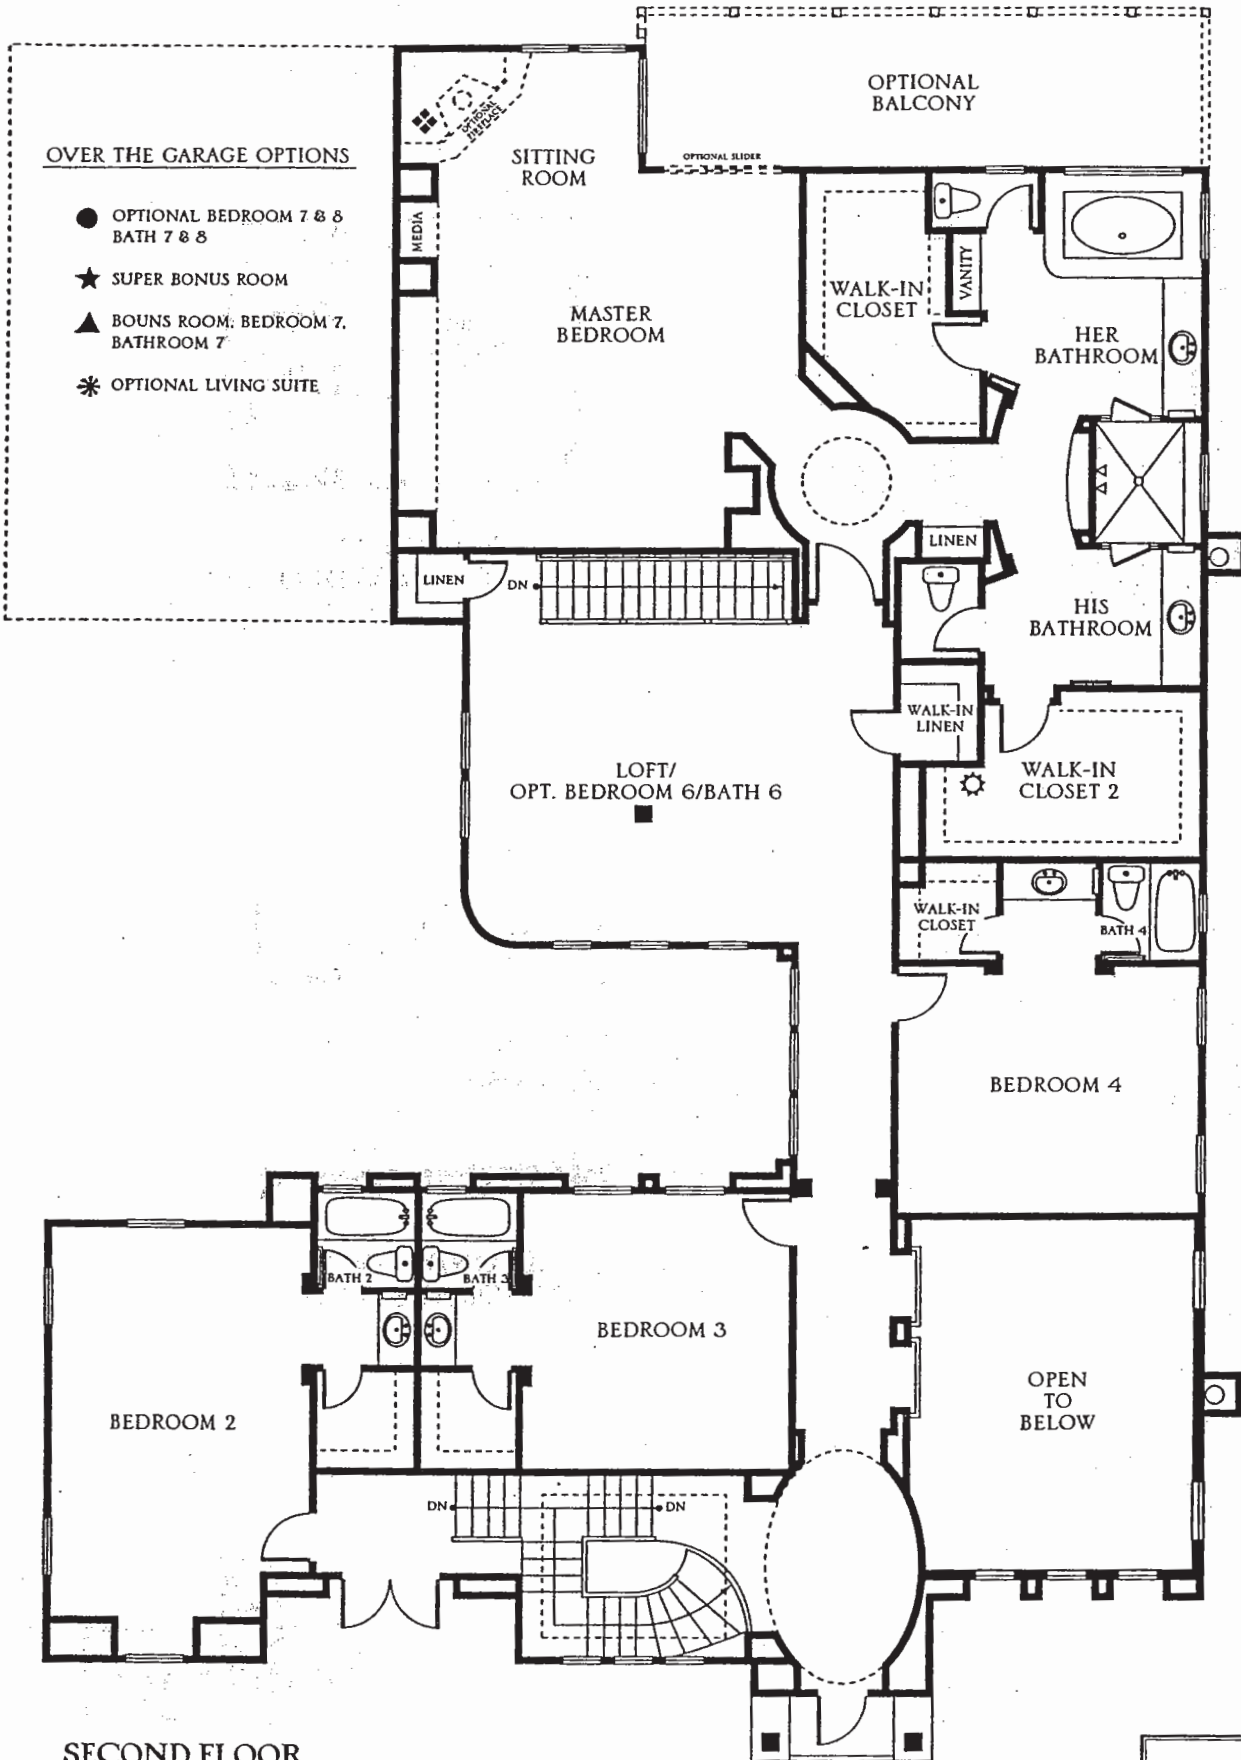 OPTIONAL
BALCONY
OVER THE GARAGE OPTIONS
OPTIONAL BEDROOM 7 & 8
BATH 7 & 8
SUPER BONUS ROOM
BOUNS ROOM, BEDROOM 7,
BATHROOM 7
OPTIONAL LIVING SUITE
OPTIONAL
FIREPLACE
SITTING
ROOM
OPTIONAL SLIDER
MEDIA
MASTER
BEDROOM
WALK-IN
CLOSET
VANITY
HER
BATHROOM
LINEN
LINEN
DN
HIS
BATHROOM
WALK-IN
LINEN
LOFT/
OPT. BEDROOM 6/BATH 6
WALK-IN
CLOSET 2
WALK-IN
CLOSET
BATH 4
BEDROOM 4
BATH 2
BATH 3
BEDROOM 3
BEDROOM 2
OPEN
TO
BELOW
DN
DN
SECOND FLOOR